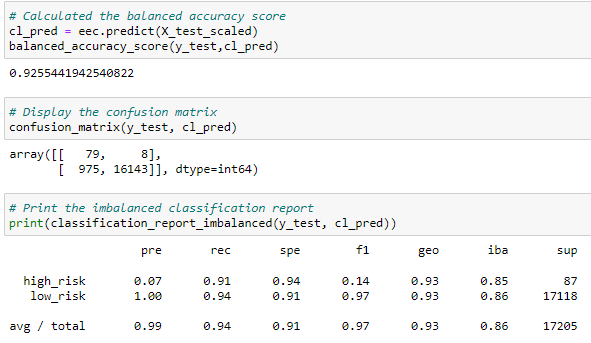 # Calculated the balanced accuracy score
cl_pred = eec.predict(X_test_scaled)
balanced_accuracy_score(y_test,cl_pred)
0.9255441942540822
# Display the confusion matrix
confusion_matrix(y_test, cl_pred)
array([[   79,     8],
       [  975, 16143]], dtype=int64)
# Print the imbalanced classification report
print(classification_report_imbalanced(y_test, cl_pred))
                   pre       rec       spe        f1       geo       iba       sup
  high_risk       0.07      0.91      0.94      0.14      0.93      0.85        87
   low_risk       1.00      0.94      0.91      0.97      0.93      0.86     17118
avg / total       0.99      0.94      0.91      0.97      0.93      0.86     17205